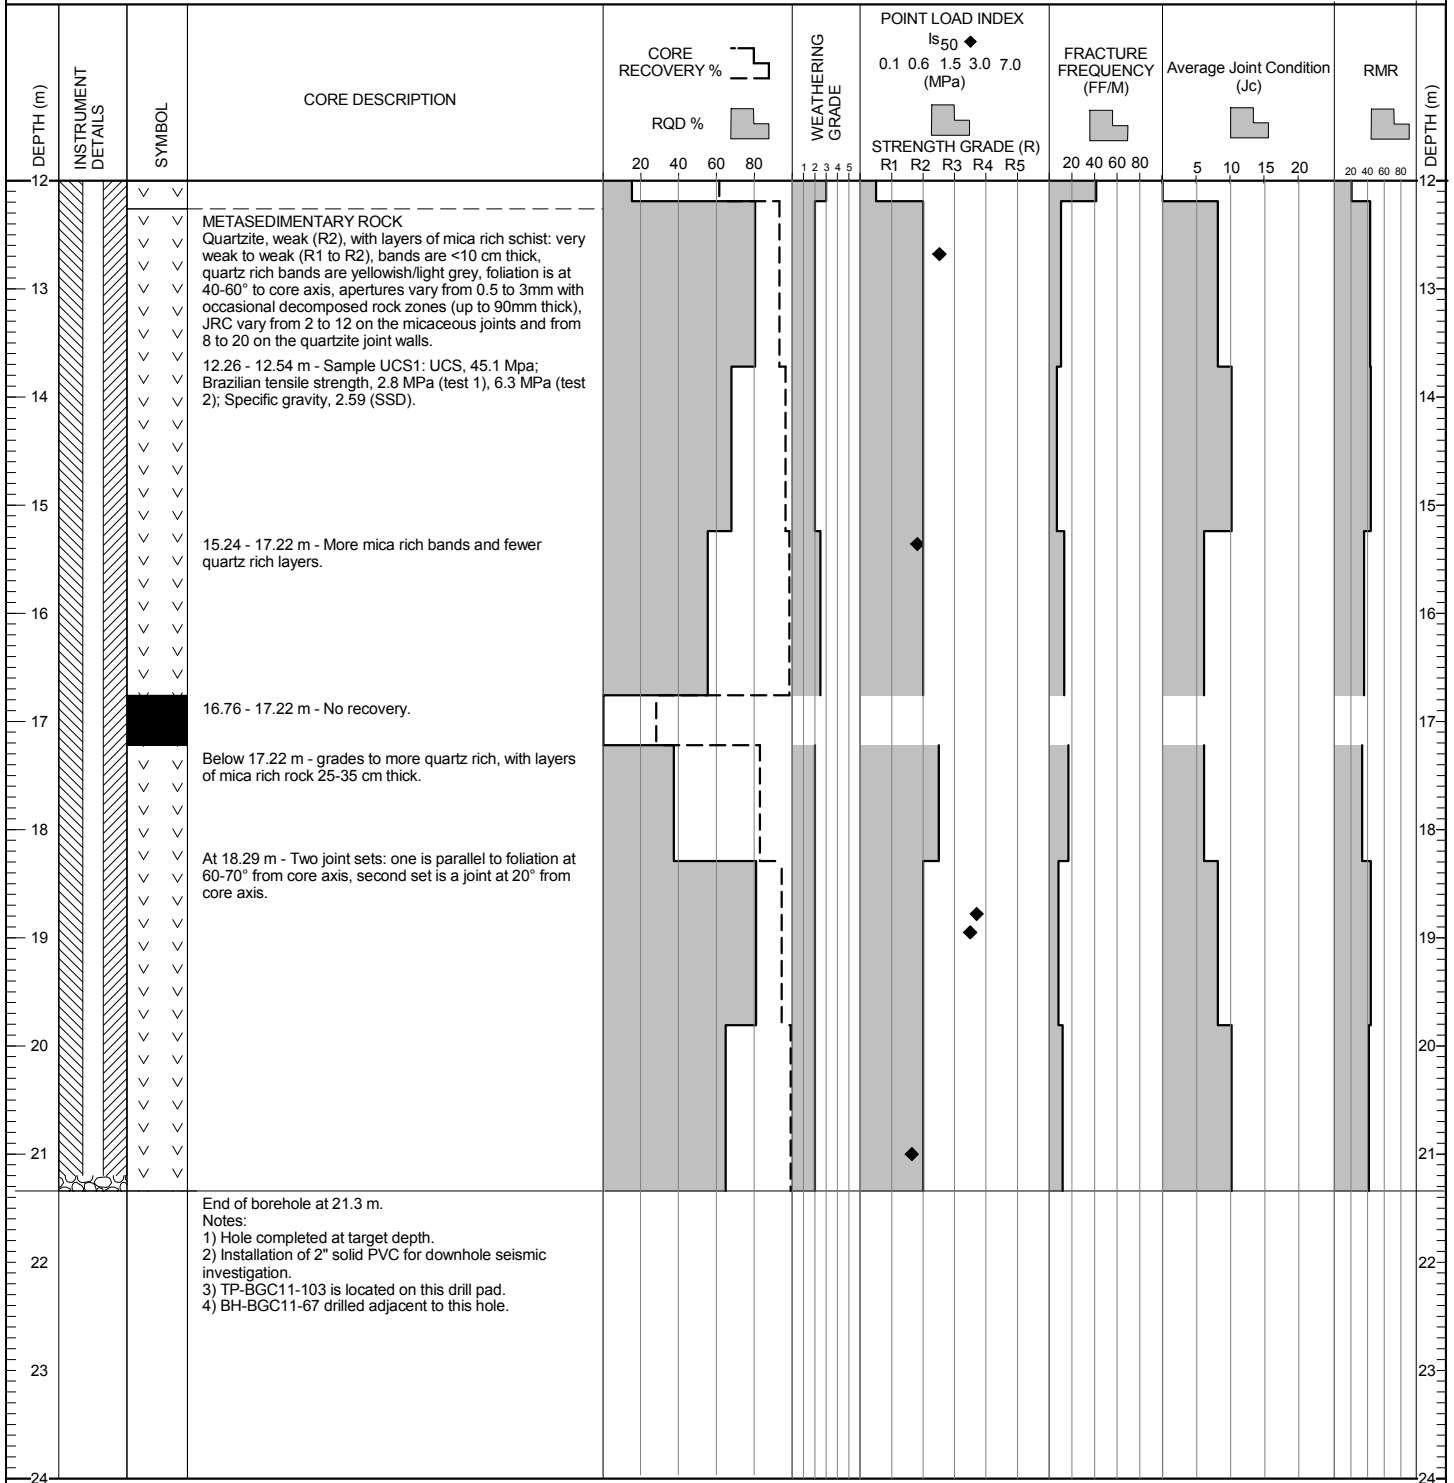 DEPTH (m)
INSTRUMENT
DETAILS
SYMBOL
CORE DESCRIPTION
CORE
RECOVERY %
RQD %
20 40 60 80
WEATHERING
GRADE
1 2 3 4 5
POINT LOAD INDEX
Is50
0.1 0.6 1.5 3.0 7.0
(MPa)
STRENGTH GRADE (R)
R1 R2 R3 R4 R5
FRACTURE
FREQUENCY
(FF/M)
20 40 60 80
Average Joint Condition
(Jc)
5 10 15 20
RMR
20 40 60 80
DEPTH (m)
12
13
14
15
16
17
18
19
20
21
22
23
24
METASEDIMENTARY ROCK
Quartzite, weak (R2), with layers of mica rich schist: very
weak to weak (R1 to R2), bands are <10 cm thick,
quartz rich bands are yellowish/light grey, foliation is at
40-60° to core axis, apertures vary from 0.5 to 3mm with
occasional decomposed rock zones (up to 90mm thick),
JRC vary from 2 to 12 on the micaceous joints and from
8 to 20 on the quartzite joint walls.
12.26 - 12.54 m - Sample UCS1: UCS, 45.1 Mpa;
Brazilian tensile strength, 2.8 MPa (test 1), 6.3 MPa (test
2); Specific gravity, 2.59 (SSD).
15.24 - 17.22 m - More mica rich bands and fewer
quartz rich layers.
16.76 - 17.22 m - No recovery.
Below 17.22 m - grades to more quartz rich, with layers
of mica rich rock 25-35 cm thick.
At 18.29 m - Two joint sets: one is parallel to foliation at
60-70° from core axis, second set is a joint at 20° from
core axis.
End of borehole at 21.3 m.
Notes:
1) Hole completed at target depth.
2) Installation of 2" solid PVC for downhole seismic
investigation.
3) TP-BGC11-103 is located on this drill pad.
4) BH-BGC11-67 drilled adjacent to this hole.
12
13
14
15
16
17
18
19
20
21
22
23
24